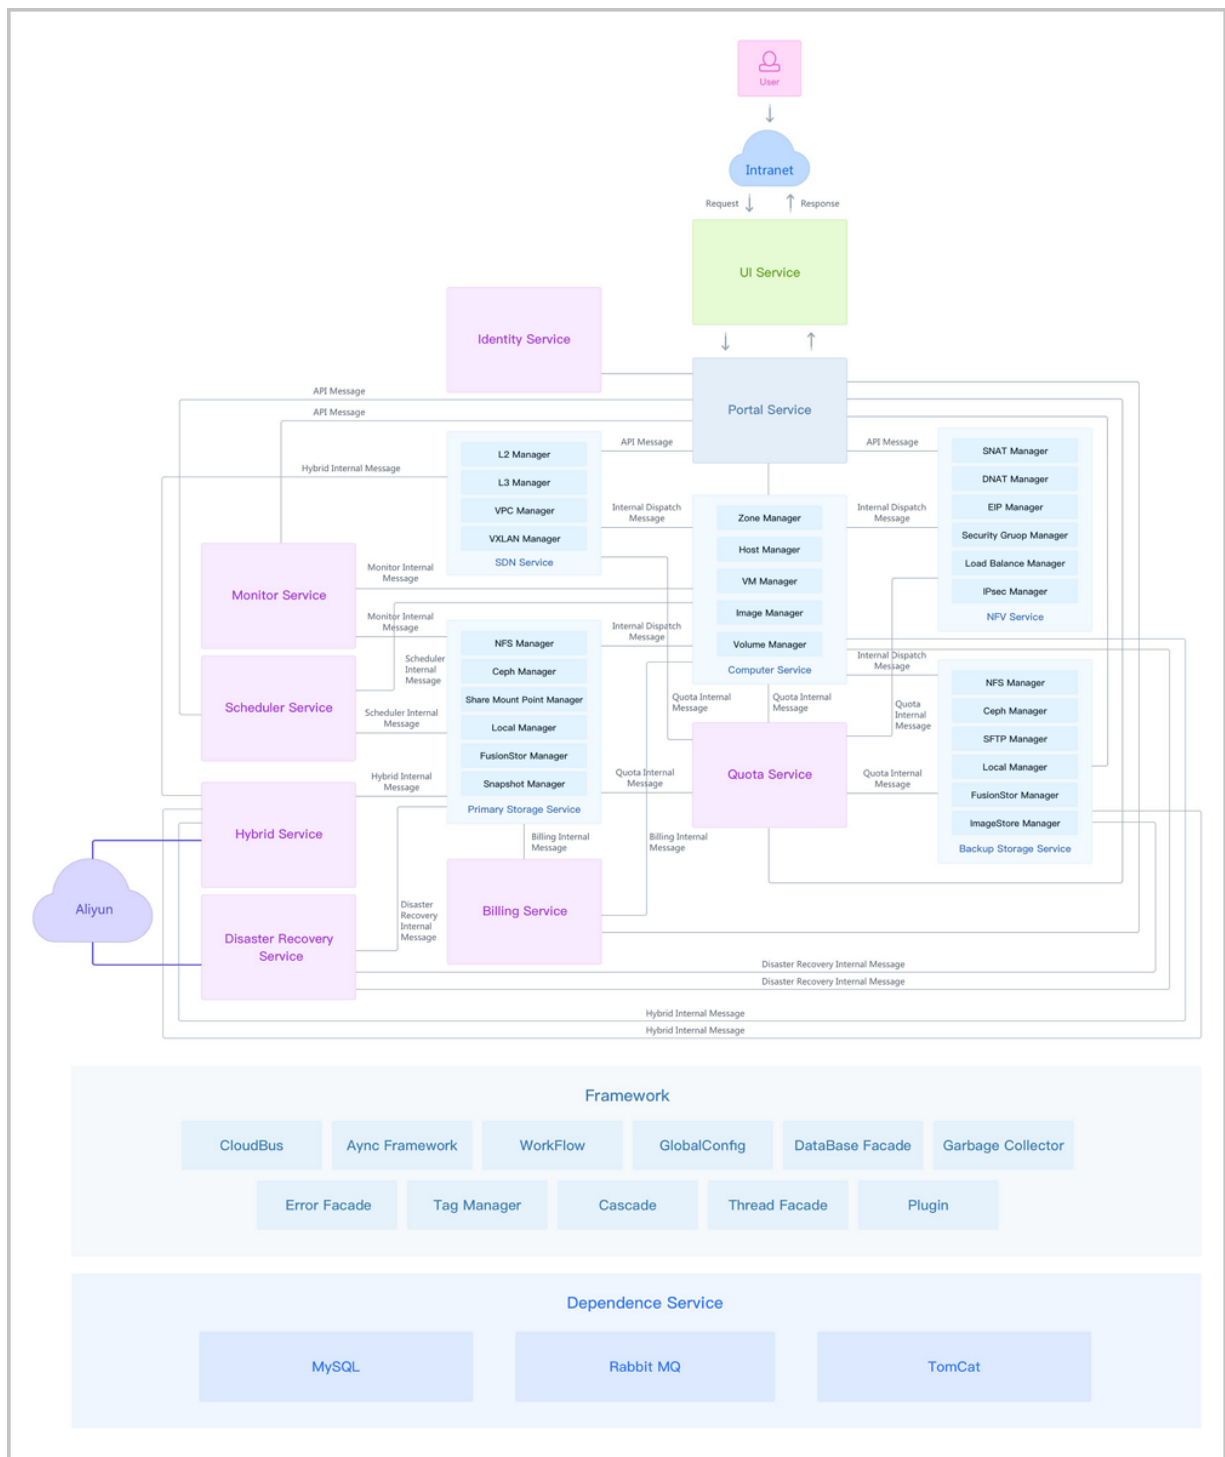 User
Intranet
Request
Response
UI Service
Identity Service
Portal Service
API Message
API Message
API Message
API Message
Hybrid Internal Message
L2 Manager
L3 Manager
VPC Manager
VXLAN Manager
SDN Service
Internal Dispatch
Message
Internal Dispatch
Message
Zone Manager
Host Manager
VM Manager
Image Manager
Volume Manager
Computer Service
SNAT Manager
DNAT Manager
EIP Manager
Security Gruop Manager
Load Balance Manager
IPsec Manager
NFV Service
Monitor Service
Monitor Internal
Message
Monitor Internal
Message
Internal Dispatch
Message
Internal Dispatch
Message
Scheduler Service
Scheduler
Internal
Message
Scheduler Internal
Message
NFS Manager
Ceph Manager
Share Mount Point Manager
Local Manager
FusionStor Manager
Snapshot Manager
Primary Storage Service
Quota Internal
Message
Quota Internal
Message
Quota
Internal
Message
Quota Service
Quota Internal
Message
Quota Internal
Message
NFS Manager
Ceph Manager
SFTP Manager
Local Manager
FusionStor Manager
ImageStore Manager
Backup Storage Service
Hybrid Internal
Message
Hybrid Service
Billing Internal
Message
Billing Internal
Message
Billing Service
Aliyun
Disaster Recovery
Service
Disaster
Recovery
Internal
Message
Disaster Recovery Internal Message
Disaster Recovery Internal Message
Hybrid Internal Message
Hybrid Internal Message
Framework
CloudBus
Aync Framework
WorkFlow
GlobalConfig
DataBase Facade
Garbage Collector
Error Facade
Tag Manager
Cascade
Thread Facade
Plugin
Dependence Service
MySQL
Rabbit MQ
TomCat